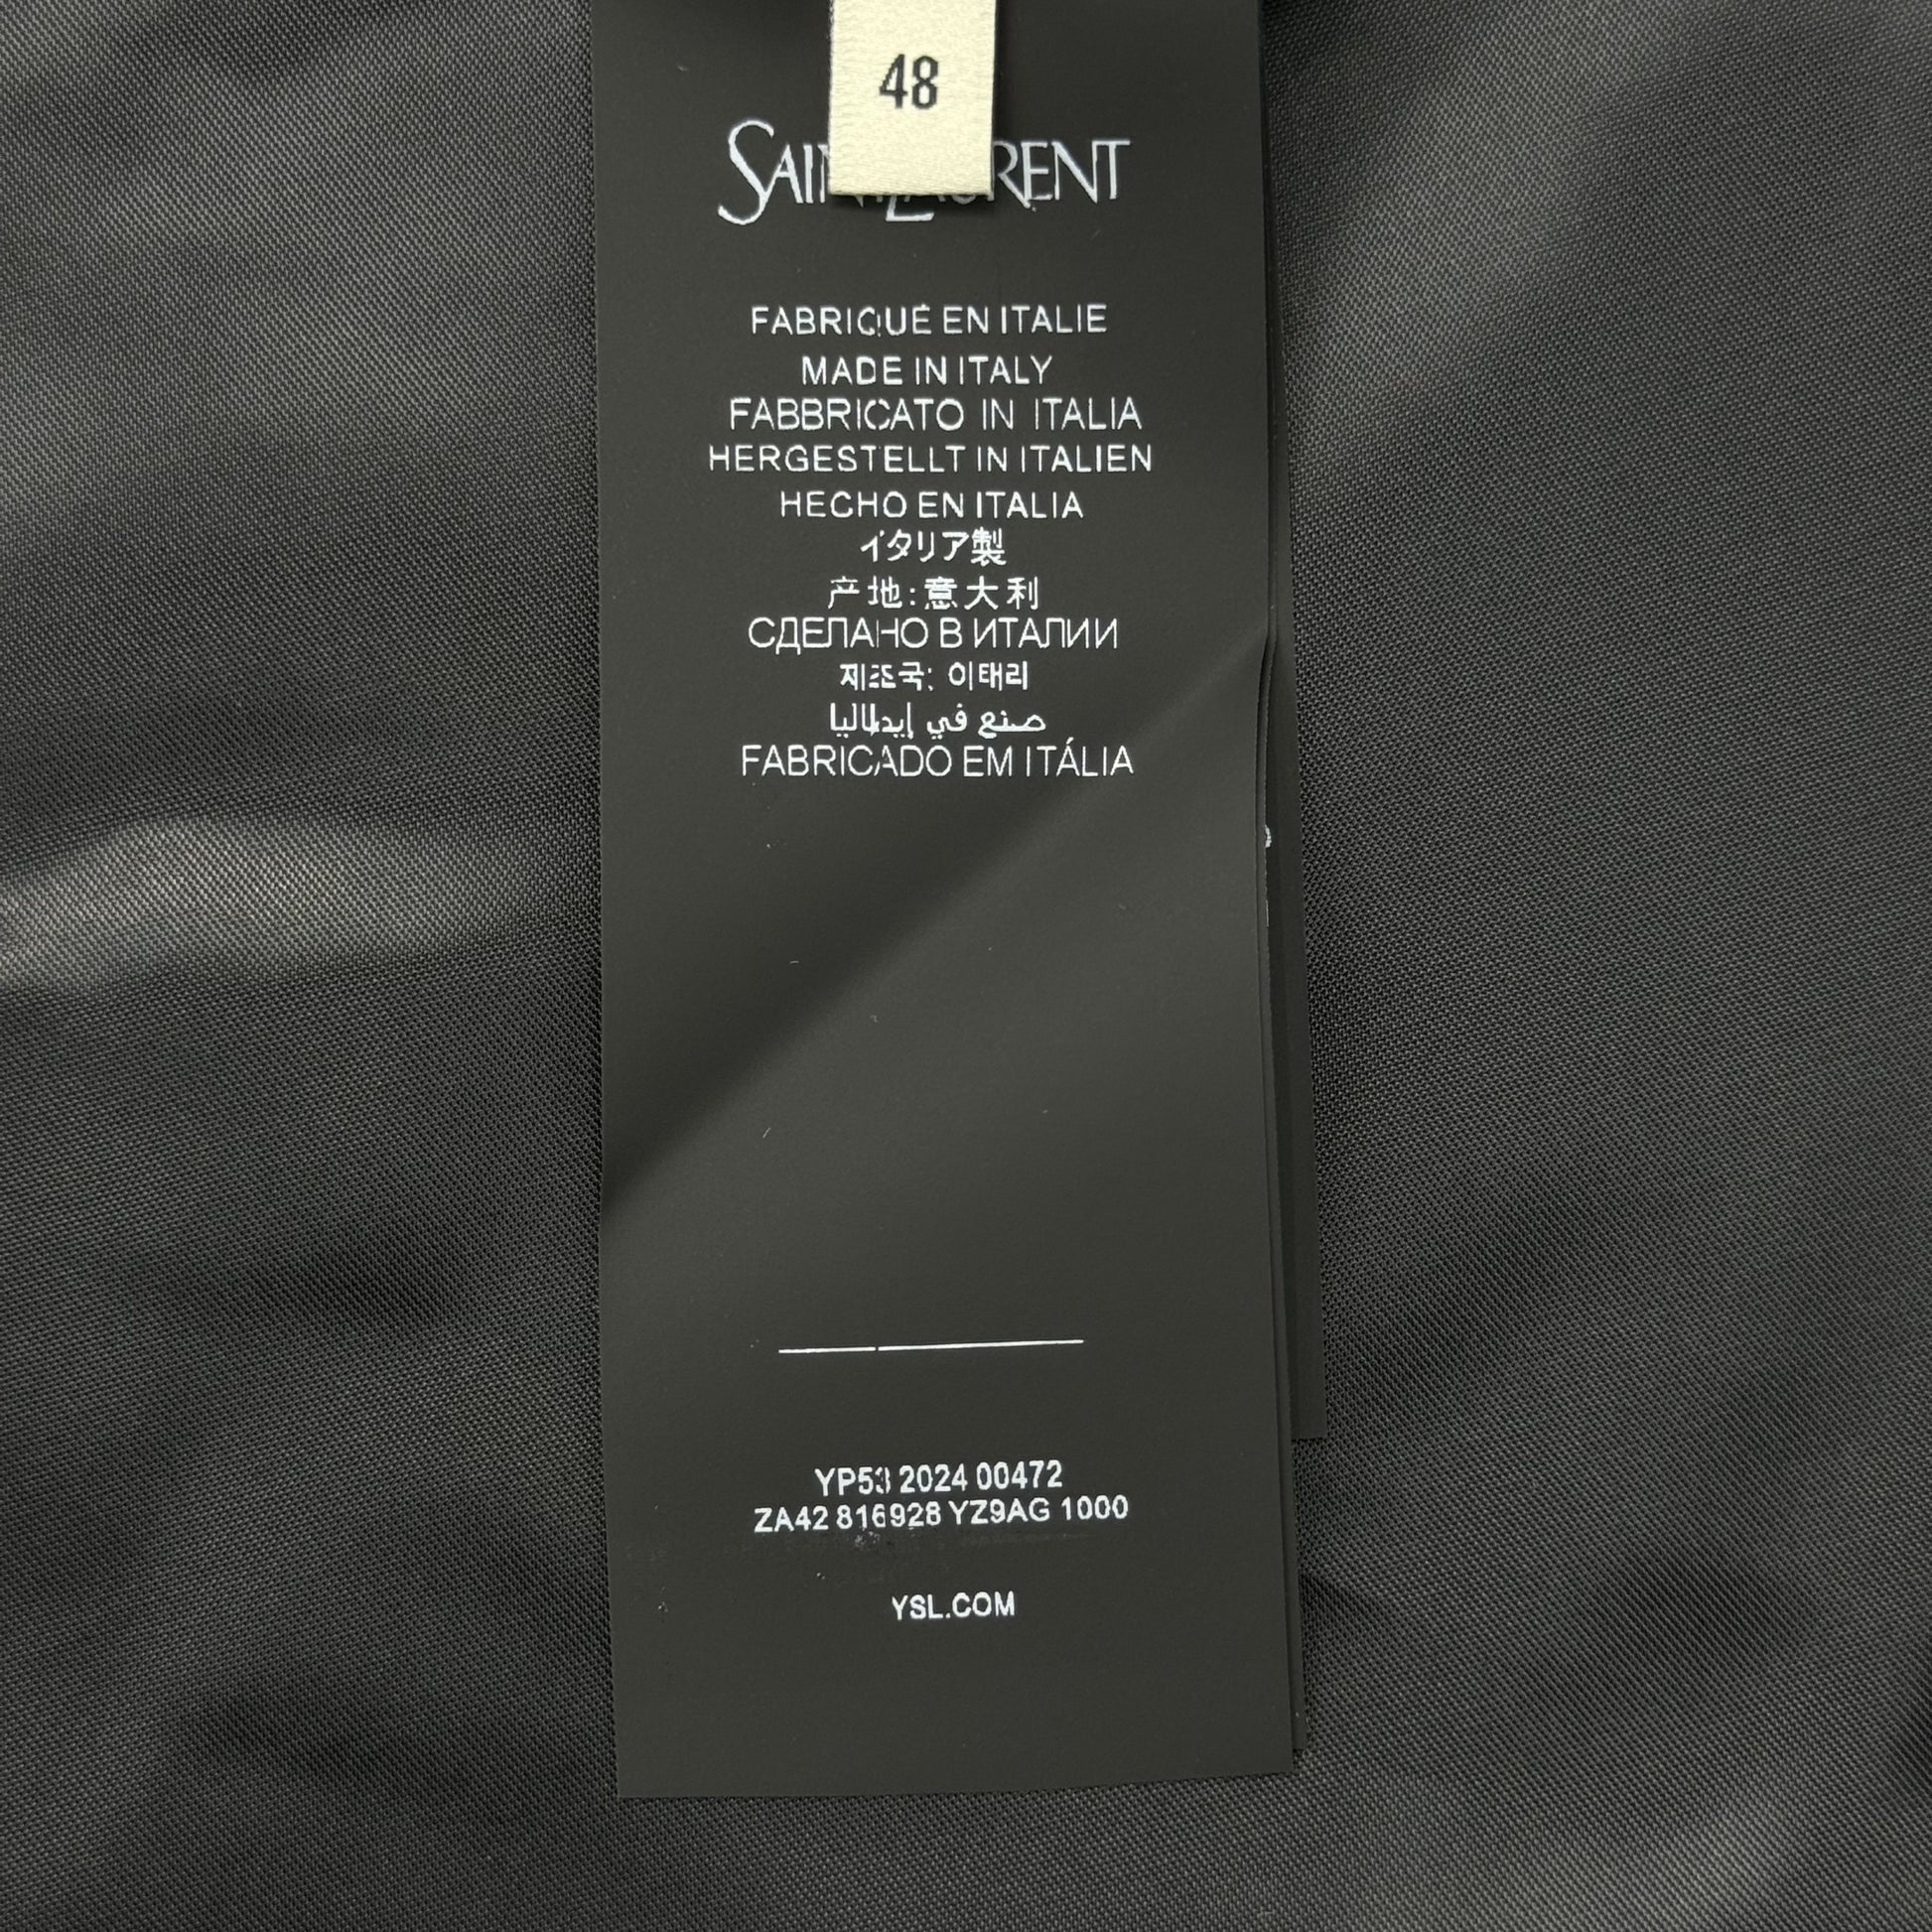 48
SAINT LAURENT
FABRIQUÉ EN ITALIE
MADE IN ITALY
FABBRICATO IN ITALIA
HERGESTELLT IN ITALIEN
HECHO EN ITALIA
イタリア製
产地:意大利
СДЕЛАНО В ИТАЛИИ
제조국: 이태리
صنع في إيطاليا
FABRICADO EM ITÁLIA
YP53 2024 00472
ZA42 816928 YZ9AG 1000
YSL.COM